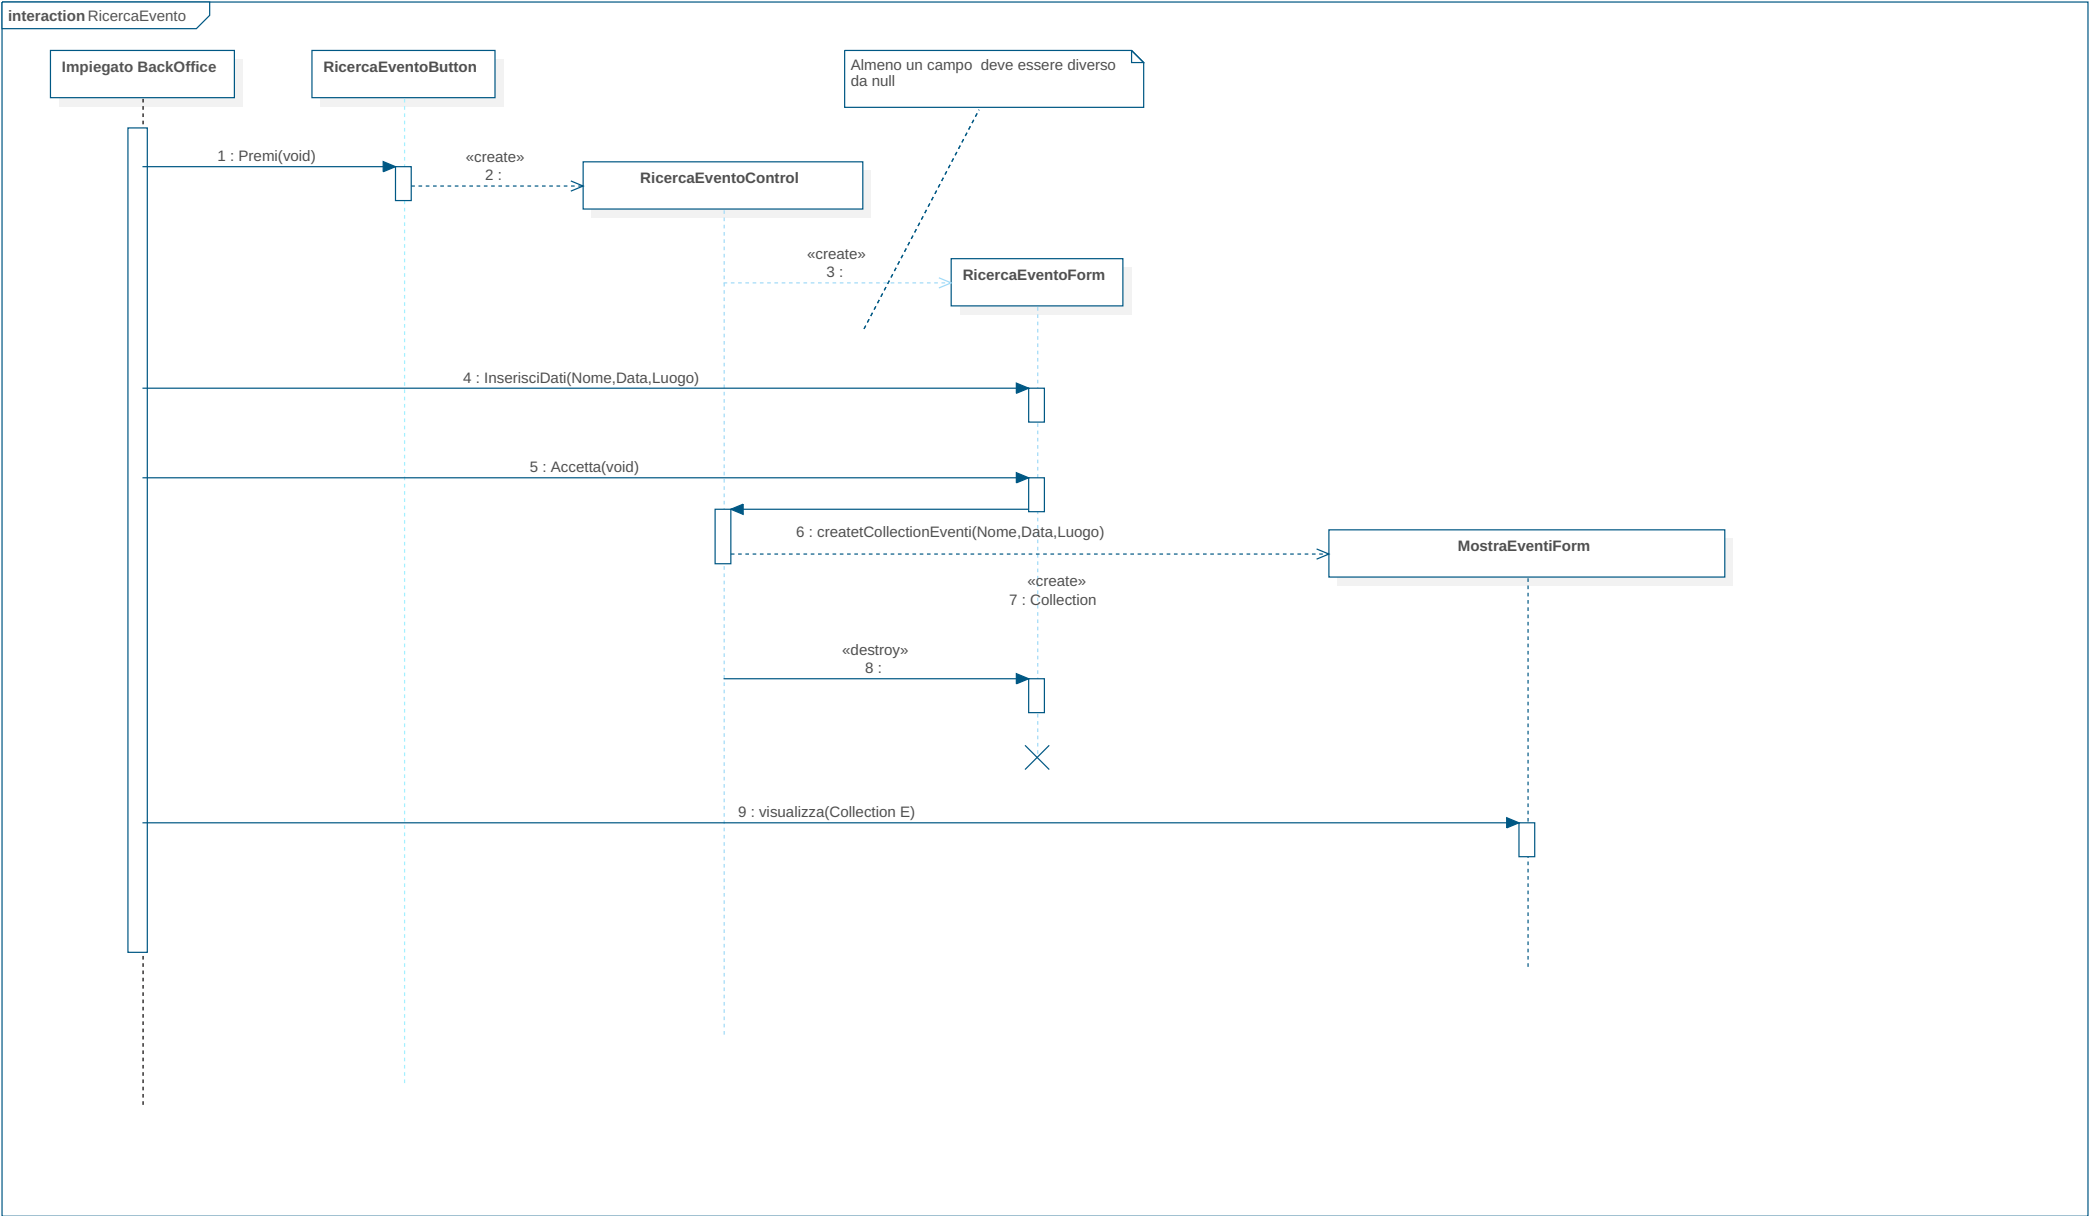 interaction RicercaEvento
Impiegato BackOffice
RicercaEventoButton
Almeno un campo  deve essere diverso
da null
1 : Premi(void)
«create»
2 :
RicercaEventoControl
«create»
3 :
RicercaEventoForm
4 : InserisciDati(Nome,Data,Luogo)
5 : Accetta(void)
6 : createtCollectionEventi(Nome,Data,Luogo)
MostraEventiForm
«create»
7 : Collection
«destroy»
8 :
9 : visualizza(Collection E)